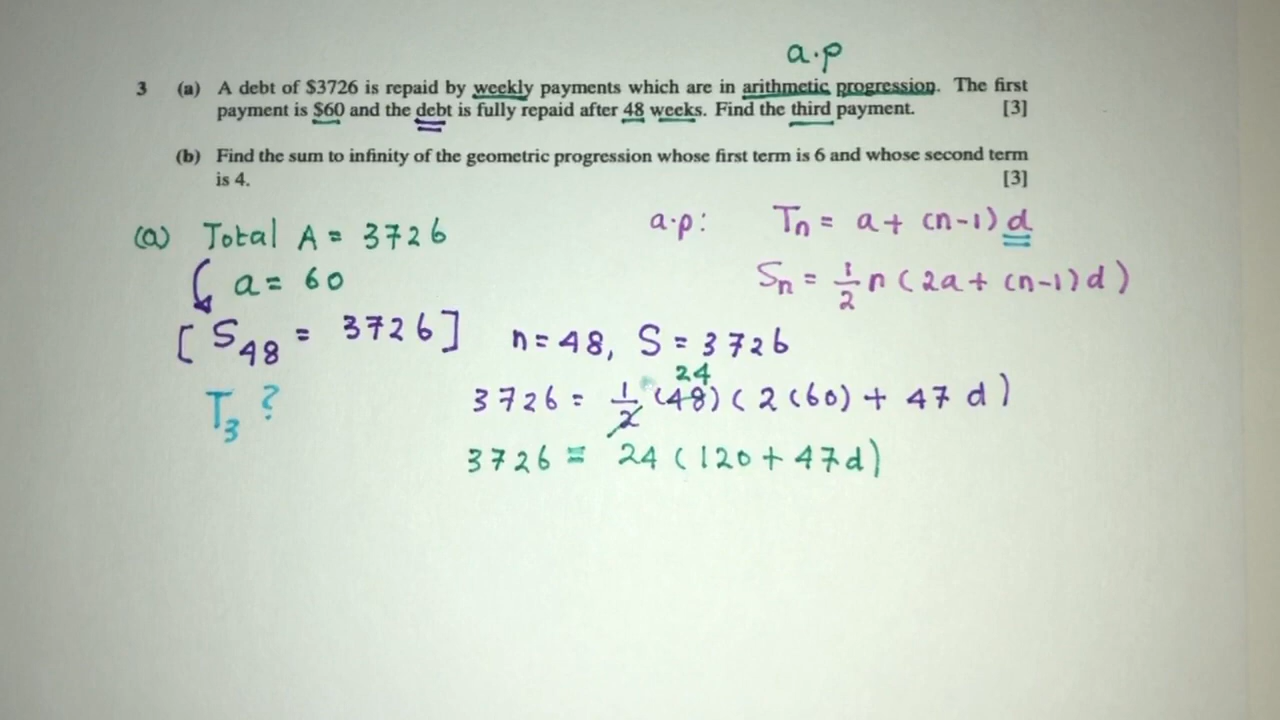 a.p
3 (a) A debt of $3726 is repaid by weekly payments which are in arithmetic progression. The first
payment is $60 and the debt is fully repaid after 48 weeks. Find the third payment. [3]
(b) Find the sum to infinity of the geometric progression whose first term is 6 and whose second term
is 4. [3]
(a) Total A = 3726
a.p: Tn = a + (n-1) d
a = 60
Sn = 1/2 n (2a + (n-1)d)
[S48 = 3726] n = 48, S = 3726
24
T3 ? 3726 = 1/2 (48) (2(60) + 47 d)
3726 = 24 (120 + 47d)